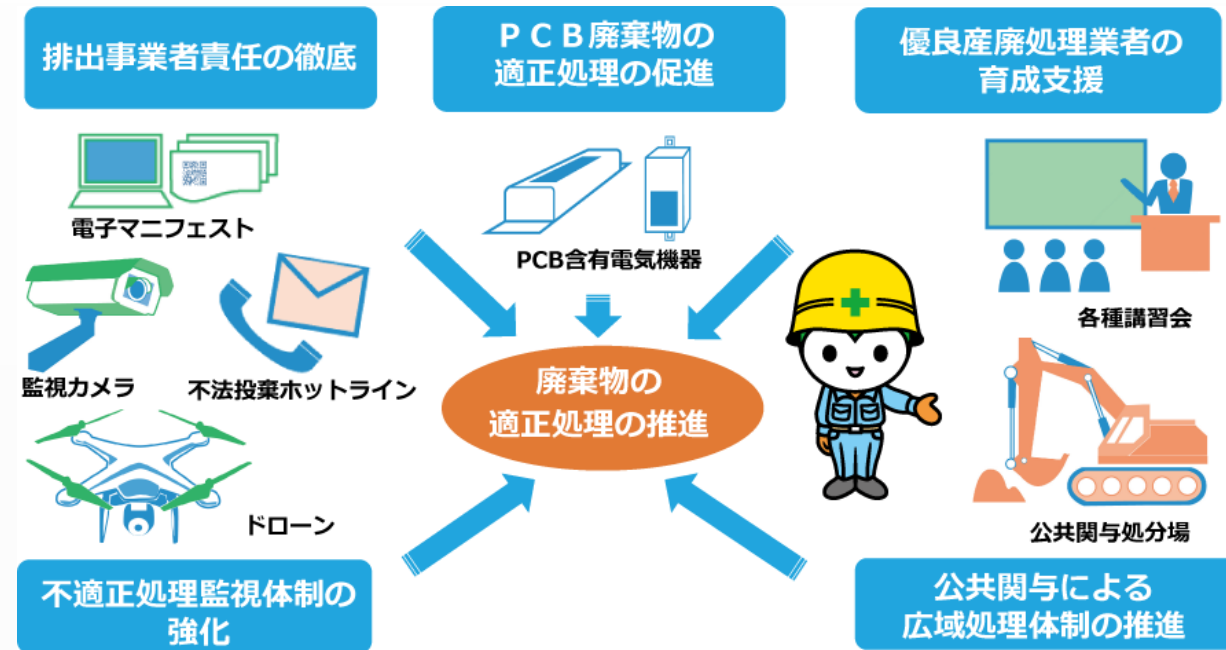 排出事業者責任の徹底
ＰＣＢ廃棄物の
適正処理の促進
優良産廃処理業者の
育成支援
電子マニフェスト
PCB含有電気機器
各種講習会
監視カメラ
不法投棄ホットライン
廃棄物の
適正処理の推進
ドローン
公共関与処分場
不適正処理監視体制の
強化
公共関与による
広域処理体制の推進